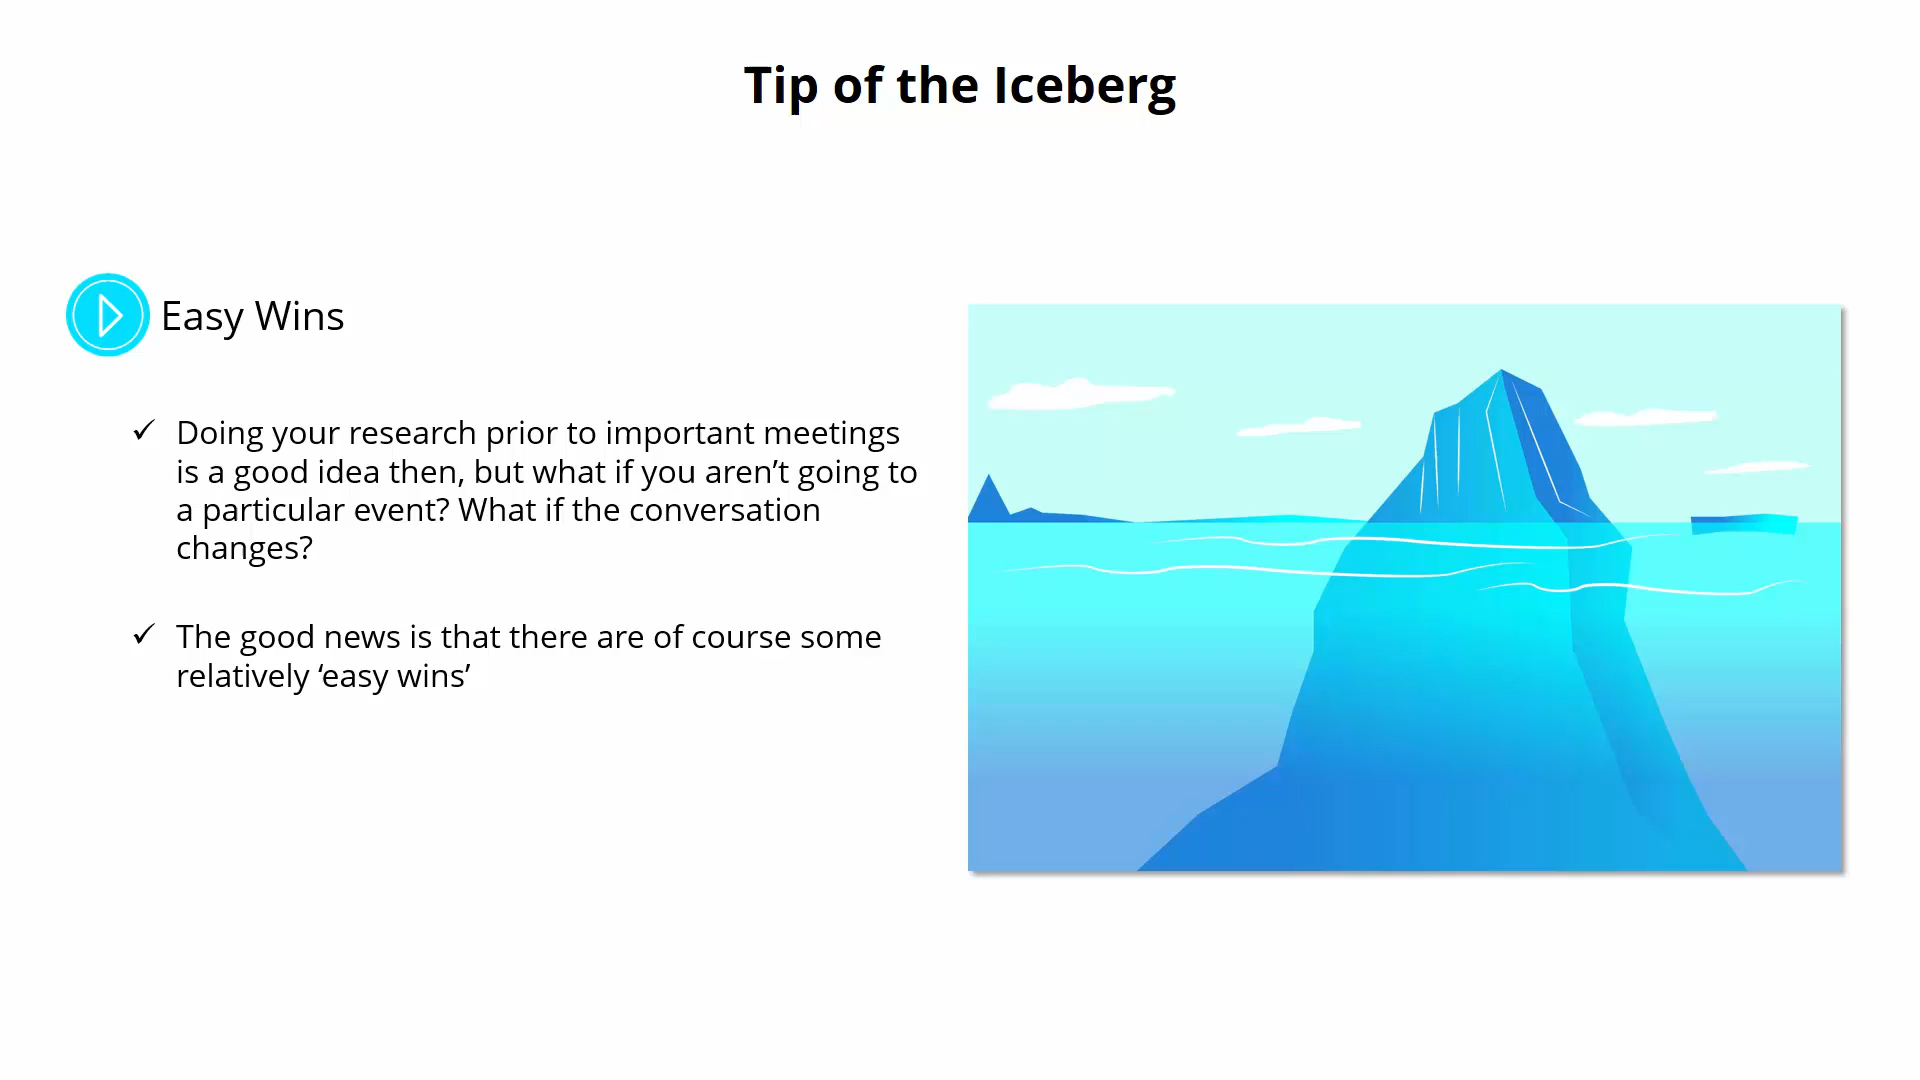 Tip of the Iceberg
Easy Wins
✓ Doing your research prior to important meetings
is a good idea then, but what if you aren’t going to
a particular event? What if the conversation
changes?
✓ The good news is that there are of course some
relatively ‘easy wins’